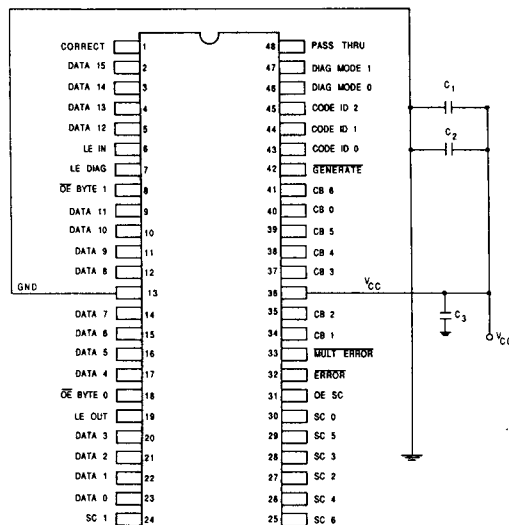 CORRECT 1 48 PASS THRU
DATA 15 2 47 DIAG MODE 1
DATA 14 3 46 DIAG MODE 0
DATA 13 4 45 CODE ID 2
DATA 12 5 44 CODE ID 1
LE IN 6 43 CODE ID 0
LE DIAG 7 42 GENERATE
OE BYTE 1 8 41 CB 6
DATA 11 9 40 CB 0
DATA 10 10 39 CB 5
DATA 9 11 38 CB 4
DATA 8 12 37 CB 3
GND 13 36 VCC
DATA 7 14 35 CB 2
DATA 6 15 34 CB 1
DATA 5 16 33 MULT ERROR
DATA 4 17 32 ERROR
OE BYTE 0 18 31 OE SC
LE OUT 19 30 SC 0
DATA 3 20 29 SC 5
DATA 2 21 28 SC 3
DATA 1 22 27 SC 2
DATA 0 23 26 SC 4
SC 1 24 25 SC 6
C1
C2
C3
VCC